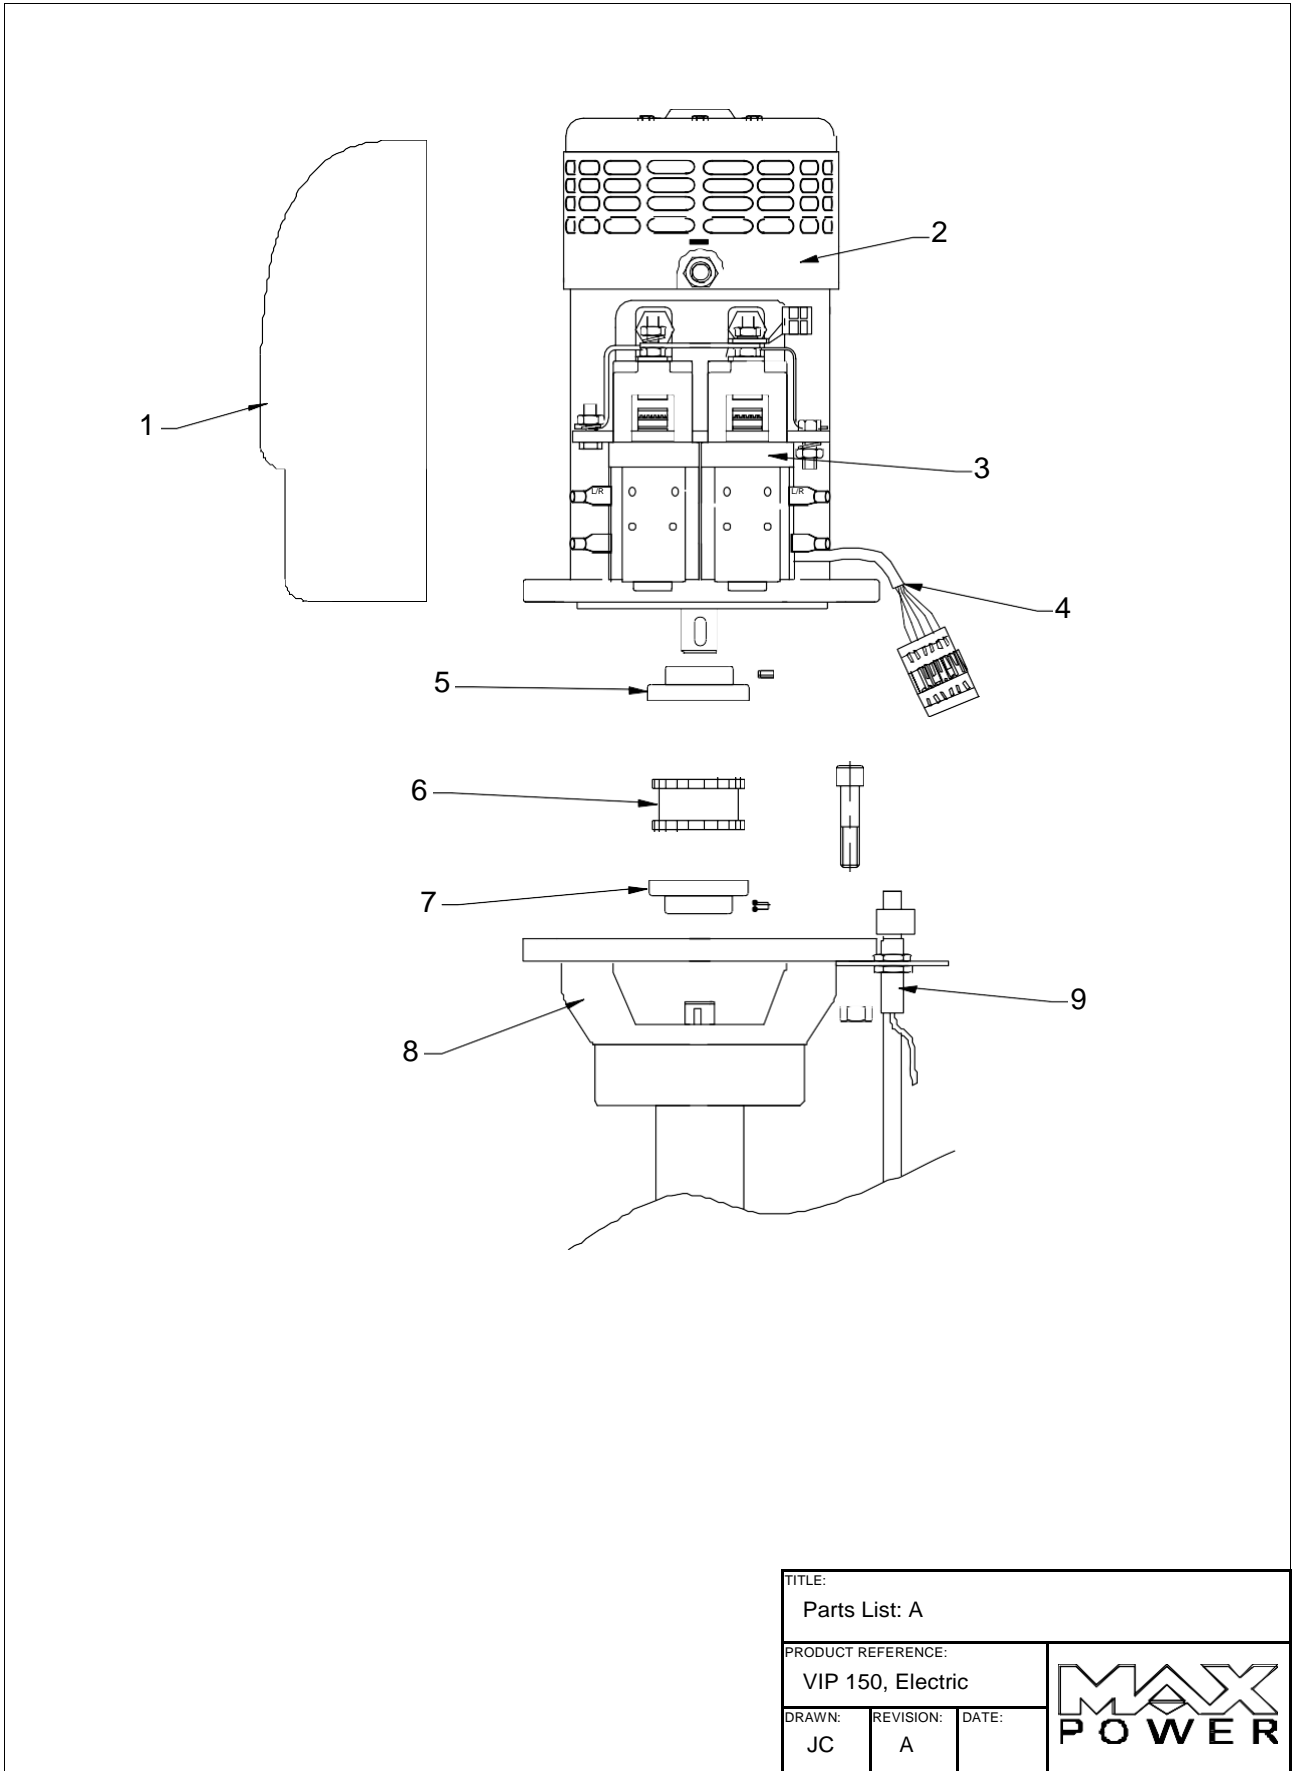 2
1
3
L/R
L/R
4
5
6
7
9
8
TITLE:
Parts List: A
PRODUCT REFERENCE:
VIP 150, Electric
MAX
POWER
DRAWN:
REVISION:
DATE:
JC
A